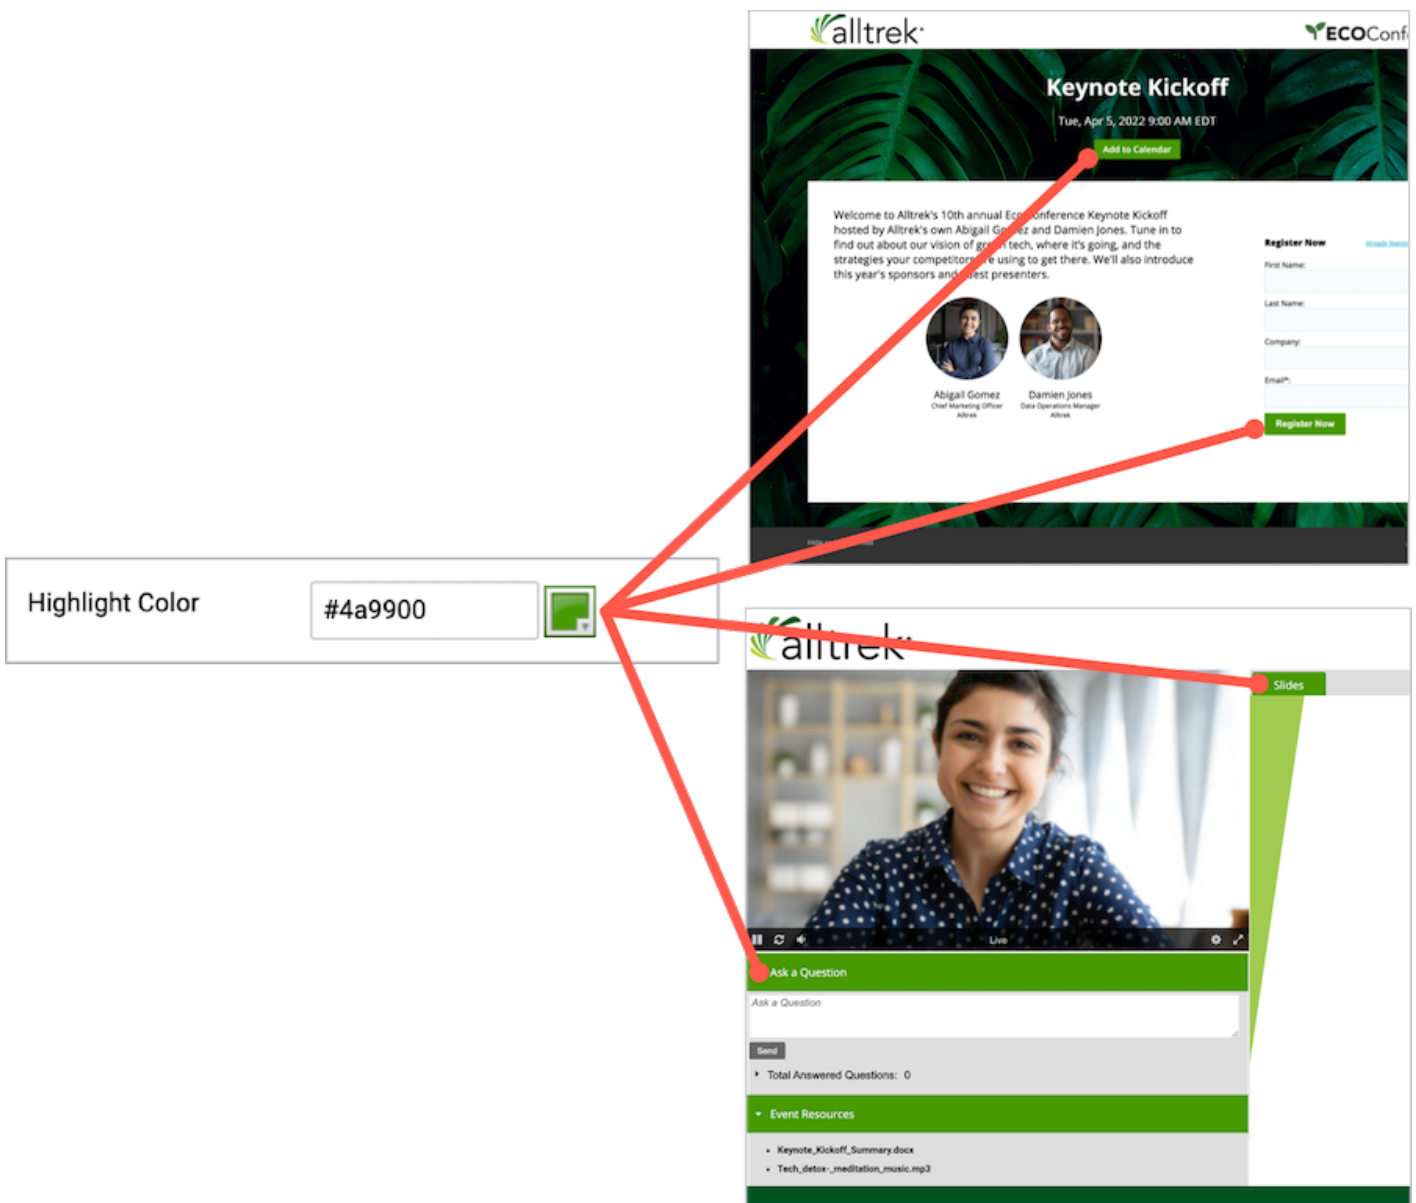 alltrek
ECOConf
Keynote Kickoff
Tue, Apr 5, 2022 9:00 AM EDT
Add to Calendar
Welcome to Alltrek's 10th annual Eco Conference Keynote Kickoff
hosted by Alltrek's own Abigail Gomez and Damien Jones. Tune in to
find out about our vision of green tech, where it's going, and the
strategies your competitors are using to get there. We'll also introduce
this year's sponsors and guest presenters.
Abigail Gomez
Chief Marketing Officer
Alltrek
Damien Jones
Data Operations Manager
Alltrek
Register Now
Already Regist
First Name:
Last Name:
Company:
Email*:
Register Now
Highlight Color
#4a9900
alltrek
Slides
Live
Ask a Question
Ask a Question
Send
Total Answered Questions: 0
Event Resources
Keynote_Kickoff_Summary.docx
Tech_detox-_meditation_music.mp3